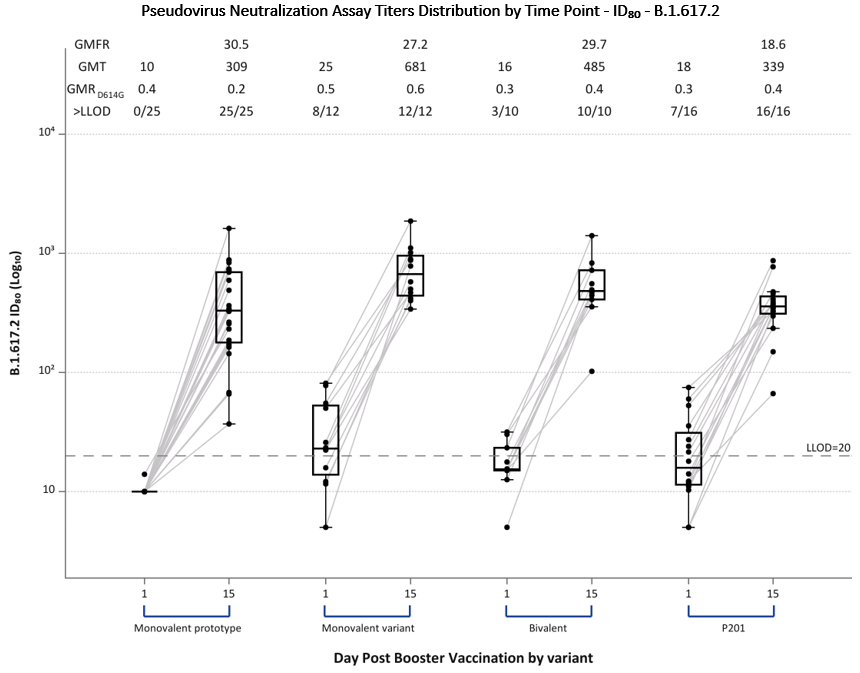 Pseudovirus Neutralization Assay Titers Distribution by Time Point - ID₈₀ - B.1.617.2
GMFR 30.5 27.2 29.7 18.6
GMT 10 309 25 681 16 485 18 339
GMR D614G 0.4 0.2 0.5 0.6 0.3 0.4 0.3 0.4
>LLOD 0/25 25/25 8/12 12/12 3/10 10/10 7/16 16/16
10⁴
10³
10²
10
B.1.617.2 ID₈₀ (Log₁₀)
LLOD=20
1 15 1 15 1 15 1 15
Monovalent prototype Monovalent variant Bivalent P201
Day Post Booster Vaccination by variant